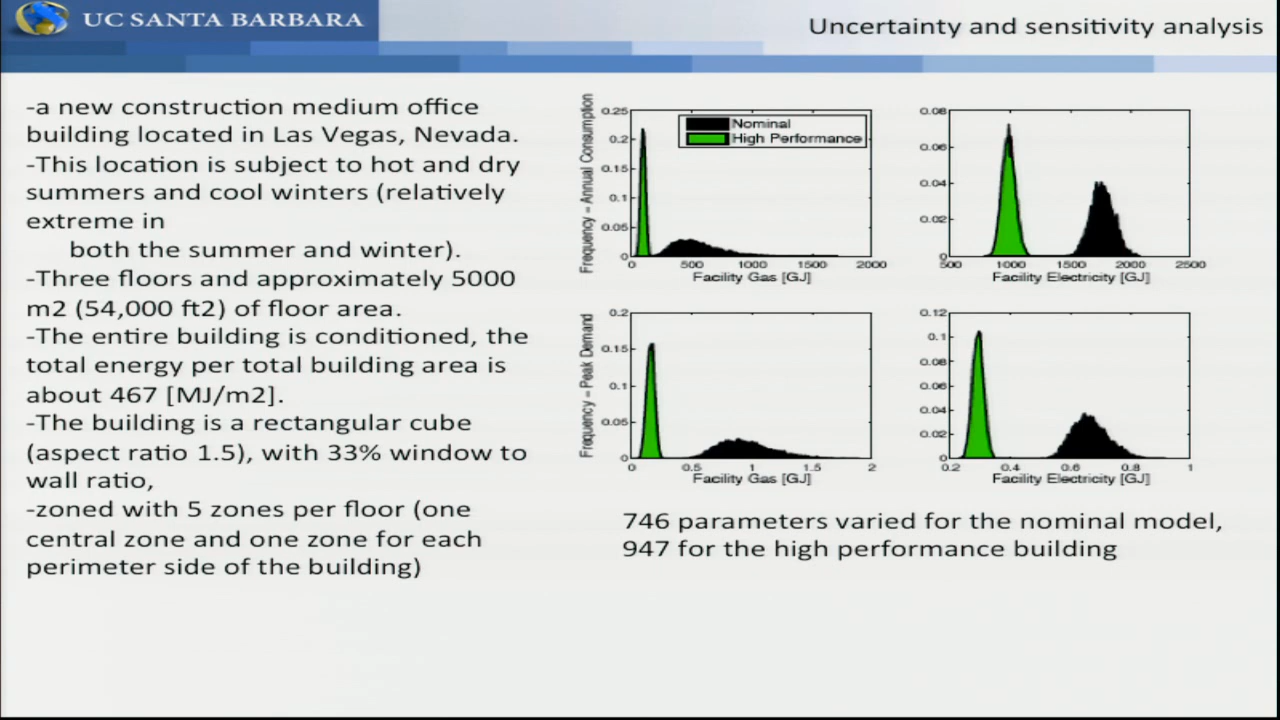 UC SANTA BARBARA
Uncertainty and sensitivity analysis
-a new construction medium office
building located in Las Vegas, Nevada.
-This location is subject to hot and dry
summers and cool winters (relatively
extreme in
both the summer and winter).
-Three floors and approximately 5000
m2 (54,000 ft2) of floor area.
-The entire building is conditioned, the
total energy per total building area is
about 467 [MJ/m2].
-The building is a rectangular cube
(aspect ratio 1.5), with 33% window to
wall ratio,
-zoned with 5 zones per floor (one
central zone and one zone for each
perimeter side of the building)
Frequency - Annual Consumption
0.25
0.2
0.15
0.1
0.05
0
Nominal
High Performance
0 500 1000 1500 2000
Facility Gas [GJ]
0.08
0.06
0.04
0.02
0
500 1000 1500 2000 2500
Facility Electricity [GJ]
Frequency - Peak Demand
0.2
0.15
0.1
0.05
0
0 0.5 1 1.5 2
Facility Gas [GJ]
0.12
0.1
0.08
0.06
0.04
0.02
0
0.2 0.4 0.6 0.8 1
Facility Electricity [GJ]
746 parameters varied for the nominal model,
947 for the high performance building